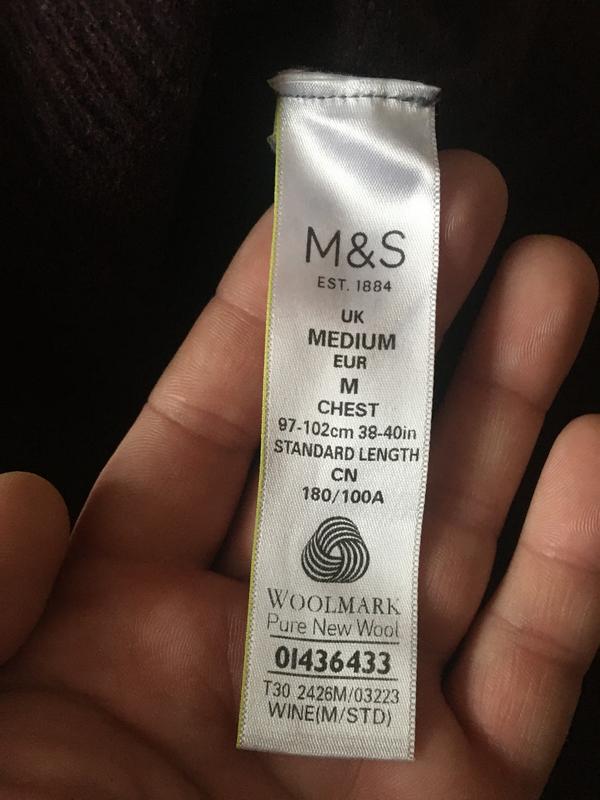 M&S
EST. 1884
UK
MEDIUM
EUR
M
CHEST
97-102cm 38-40in
STANDARD LENGTH
CN
180/100A
WOOLMARK
Pure New Wool
01436433
T30 2426M/03223
WINE(M/STD)